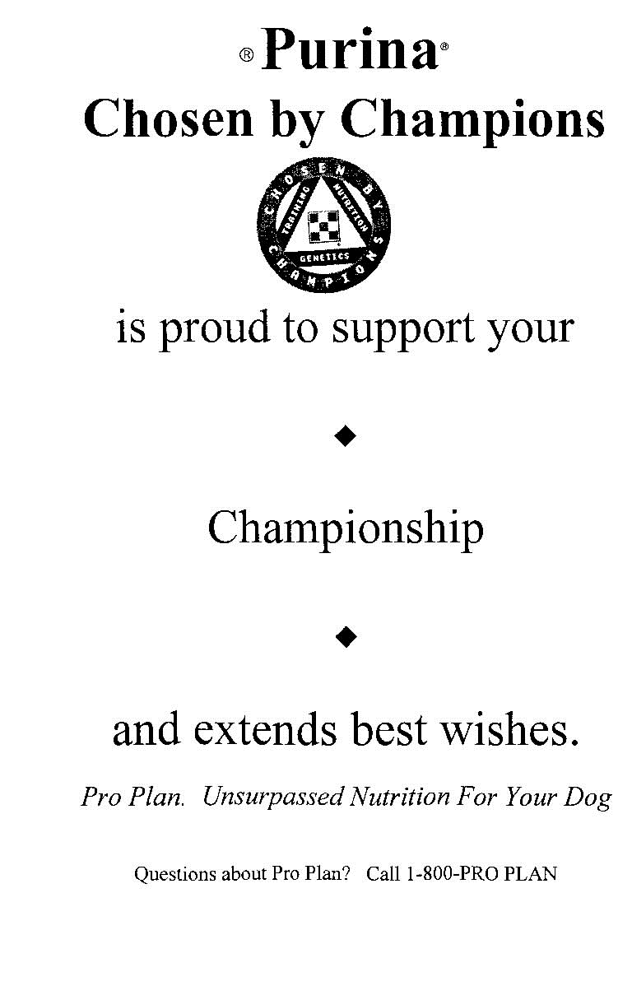 ® Purina®
Chosen by Champions
CHOSEN BY
TRAINING
NUTRITION
GENETICS
CHAMPIONS
is proud to support your
◆
Championship
◆
and extends best wishes.
Pro Plan. Unsurpassed Nutrition For Your Dog
Questions about Pro Plan? Call 1-800-PRO PLAN